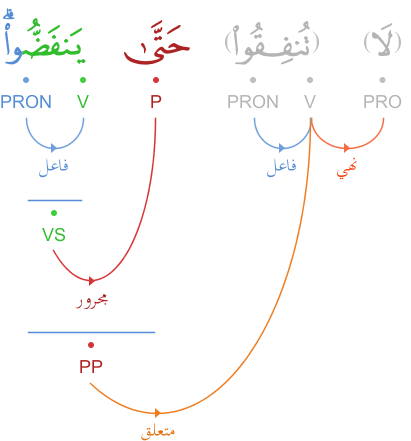 (لَا) (تُنفِقُوا۟) حَتَّىٰ يَنفَضُّوا۟ ۗ
PRON V P PRON V PRO
فاعل فاعل نهي
VS
مجرور
PP
متعلق